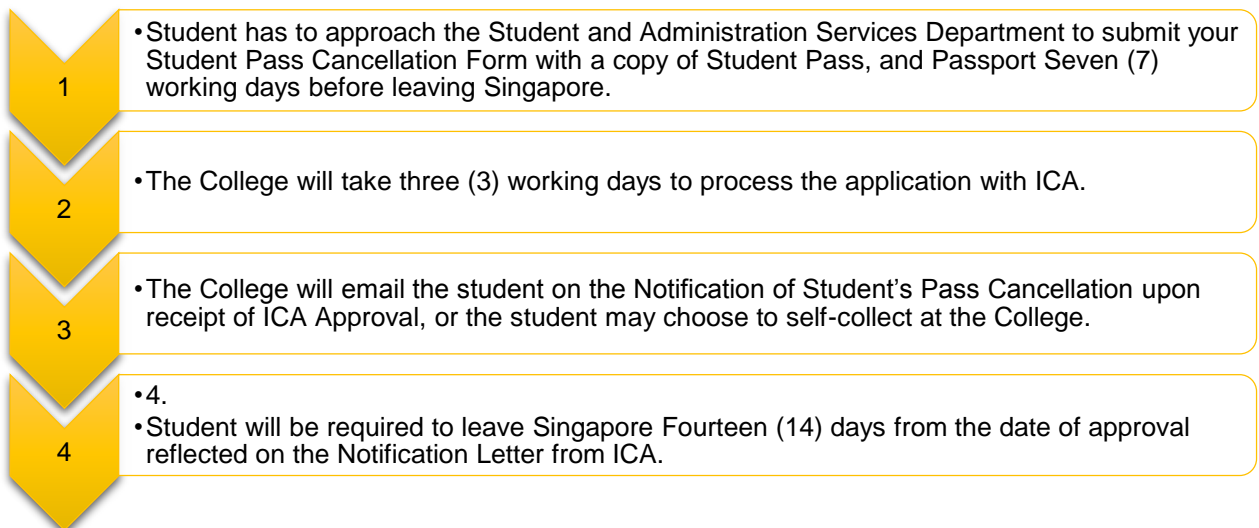 1
•Student has to approach the Student and Administration Services Department to submit your
Student Pass Cancellation Form with a copy of Student Pass, and Passport Seven (7)
working days before leaving Singapore.
2
•The College will take three (3) working days to process the application with ICA.
3
•The College will email the student on the Notification of Student's Pass Cancellation upon
receipt of ICA Approval, or the student may choose to self-collect at the College.
4
•4.
•Student will be required to leave Singapore Fourteen (14) days from the date of approval
reflected on the Notification Letter from ICA.